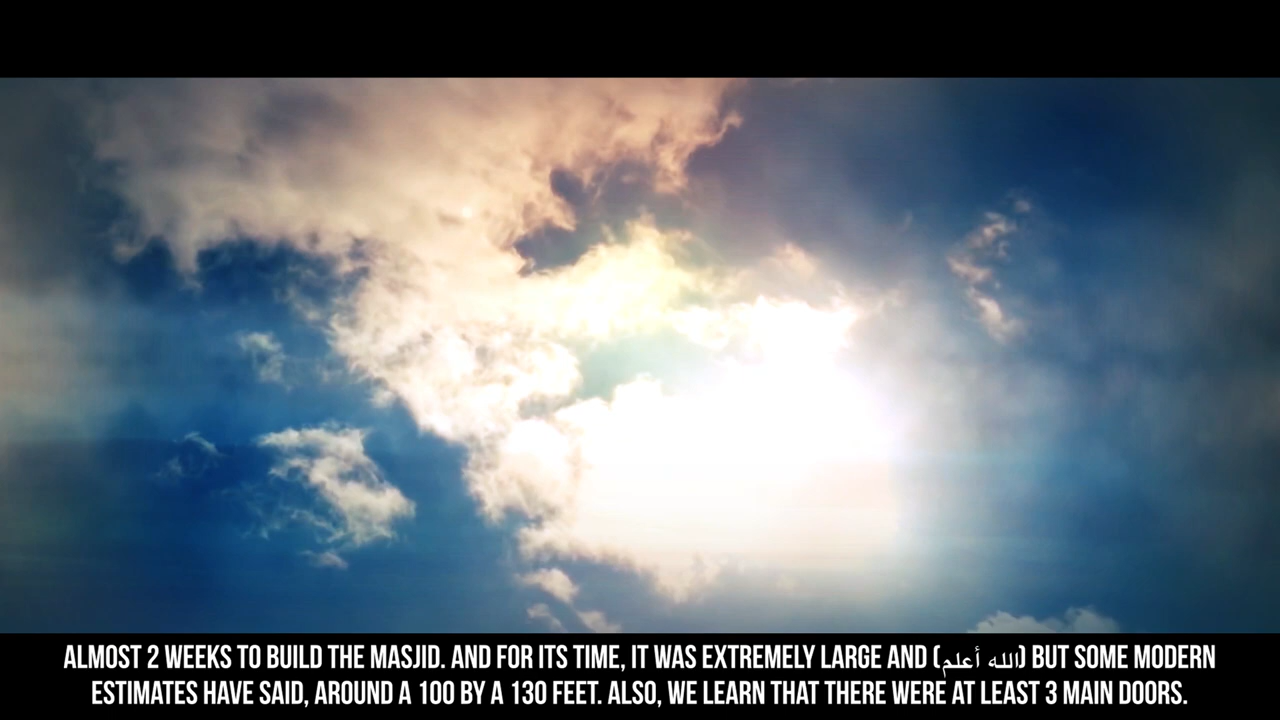 ALMOST 2 WEEKS TO BUILD THE MASJID. AND FOR ITS TIME, IT WAS EXTREMELY LARGE AND (الله أعلم) BUT SOME MODERN
ESTIMATES HAVE SAID, AROUND A 100 BY A 130 FEET. ALSO, WE LEARN THAT THERE WERE AT LEAST 3 MAIN DOORS.